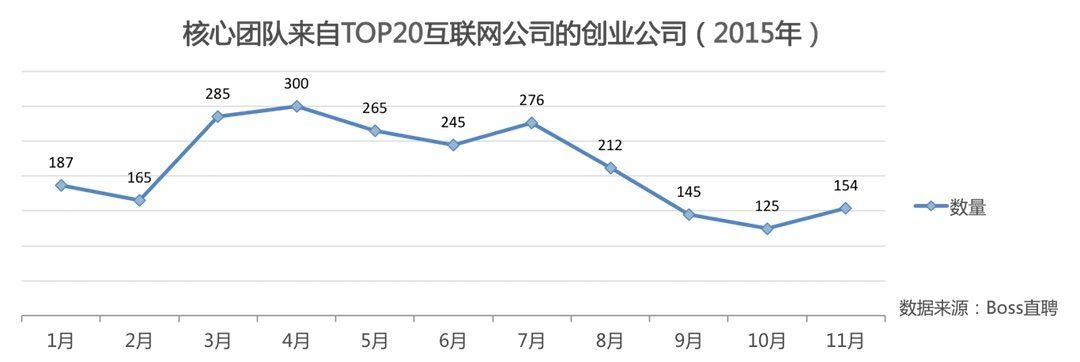 核心团队来自TOP20互联网公司的创业公司（2015年）
187
165
285
300
265
245
276
212
145
125
154
数量
数据来源：Boss直聘
1月
2月
3月
4月
5月
6月
7月
8月
9月
10月
11月